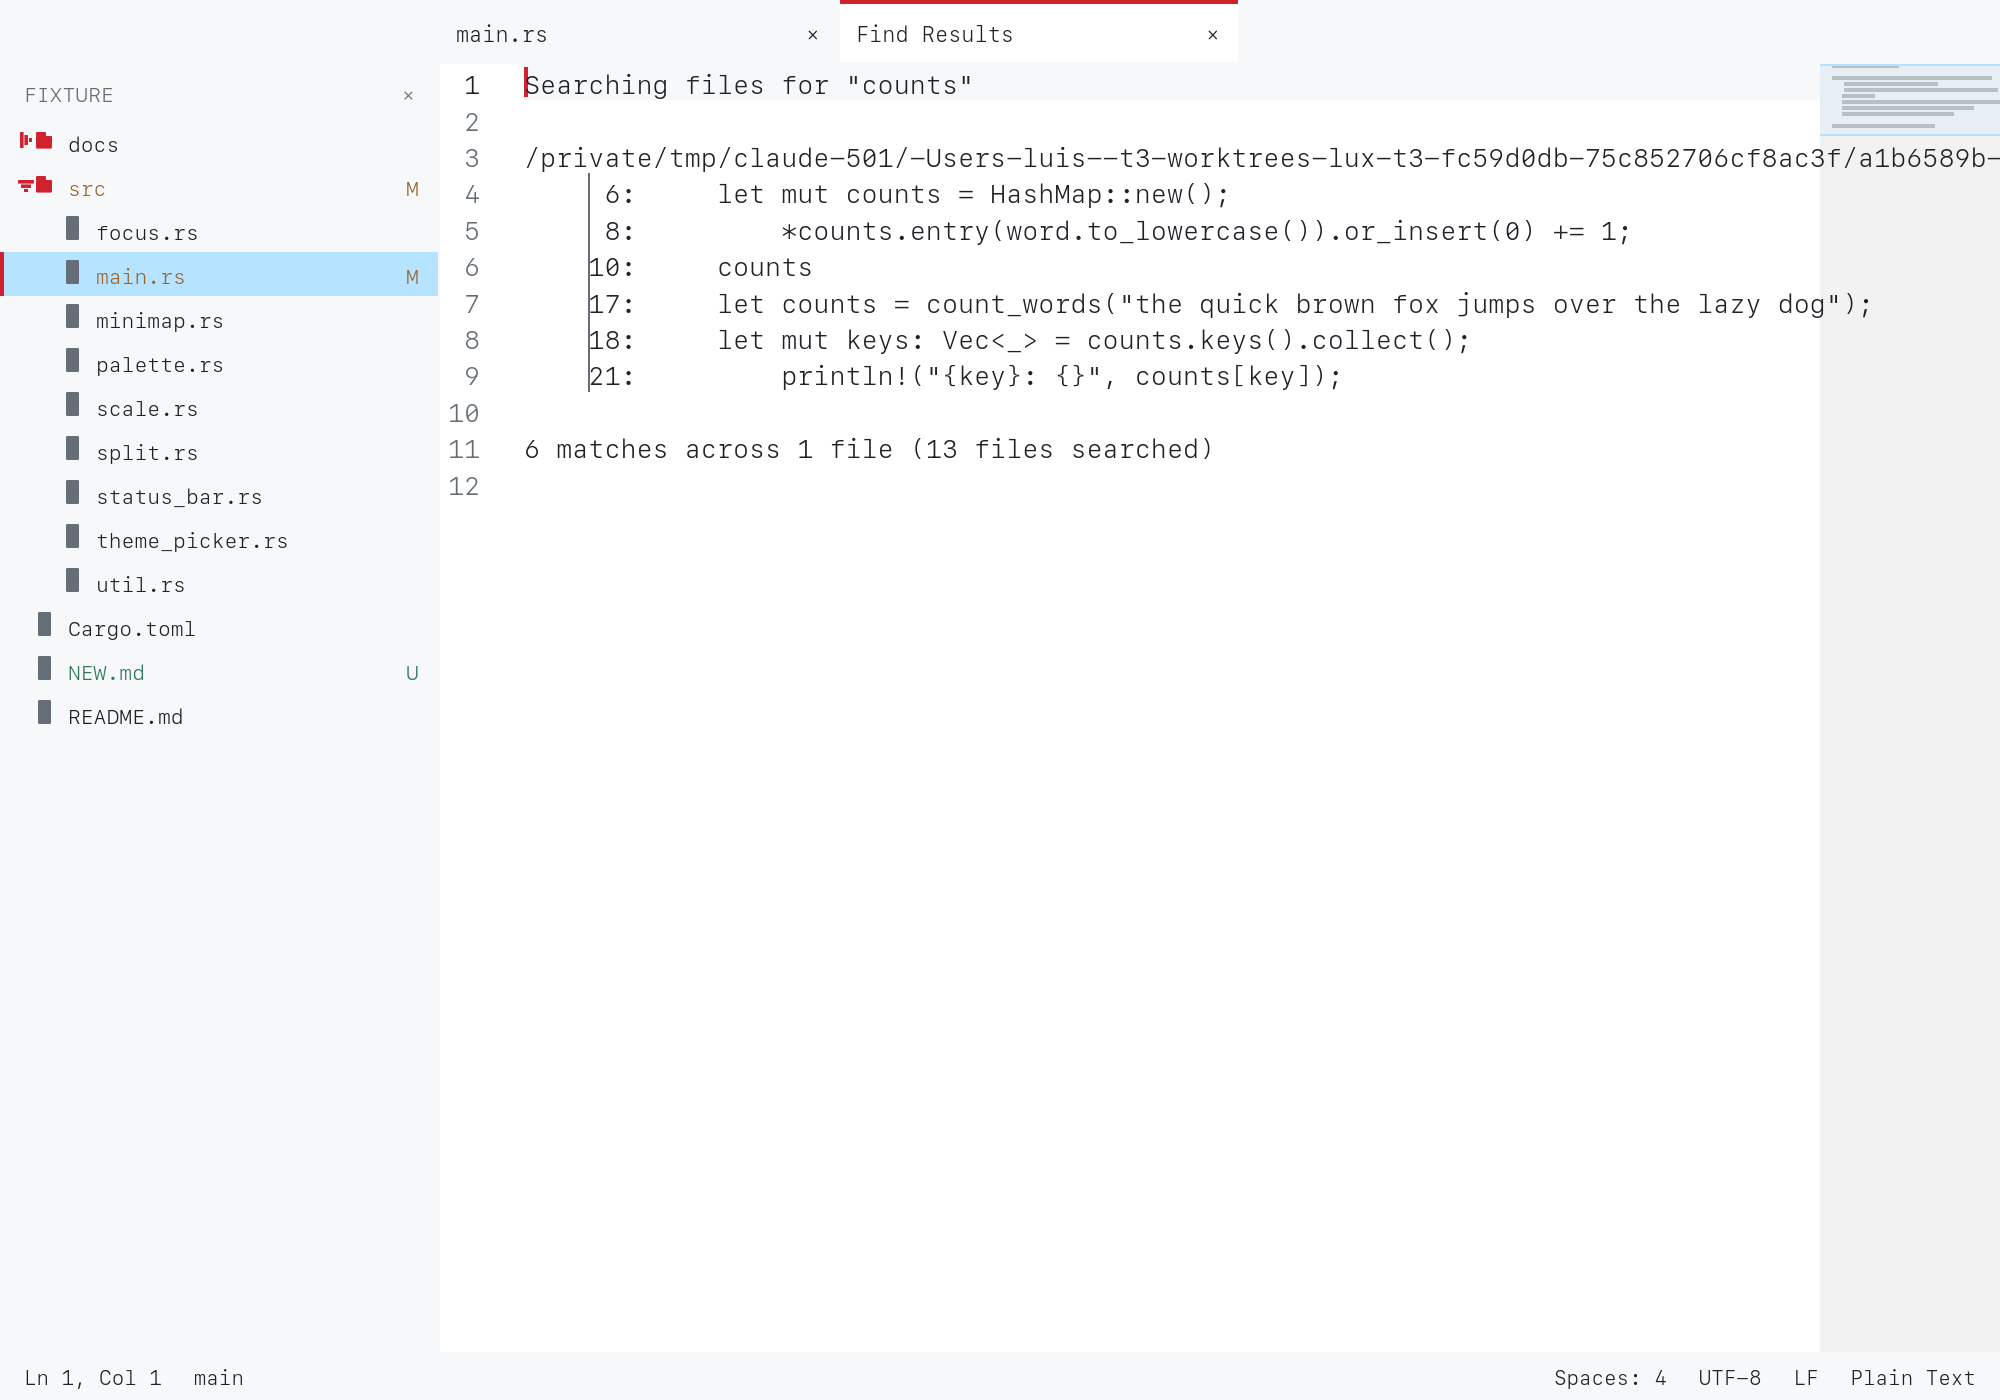 main.rs ×
Find Results ×
FIXTURE ×
docs
src M
focus.rs
main.rs M
minimap.rs
palette.rs
scale.rs
split.rs
status_bar.rs
theme_picker.rs
util.rs
Cargo.toml
NEW.md U
README.md
1 Searching files for "counts"
2
3 /private/tmp/claude-501/-Users-luis--t3-worktrees-lux-t3-fc59d0db-75c852706cf8ac3f/a1b6589b-
4 6: let mut counts = HashMap::new();
5 8: *counts.entry(word.to_lowercase()).or_insert(0) += 1;
6 10: counts
7 17: let counts = count_words("the quick brown fox jumps over the lazy dog");
8 18: let mut keys: Vec<_> = counts.keys().collect();
9 21: println!("{key}: {}", counts[key]);
10
11 6 matches across 1 file (13 files searched)
12
Ln 1, Col 1 main Spaces: 4 UTF-8 LF Plain Text